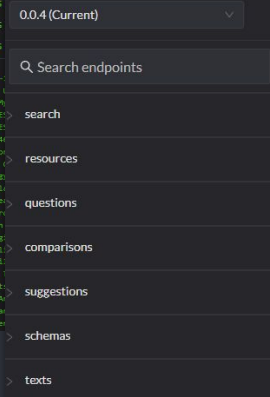 0.0.4 (Current)
Search endpoints
search
resources
questions
comparisons
suggestions
schemas
texts